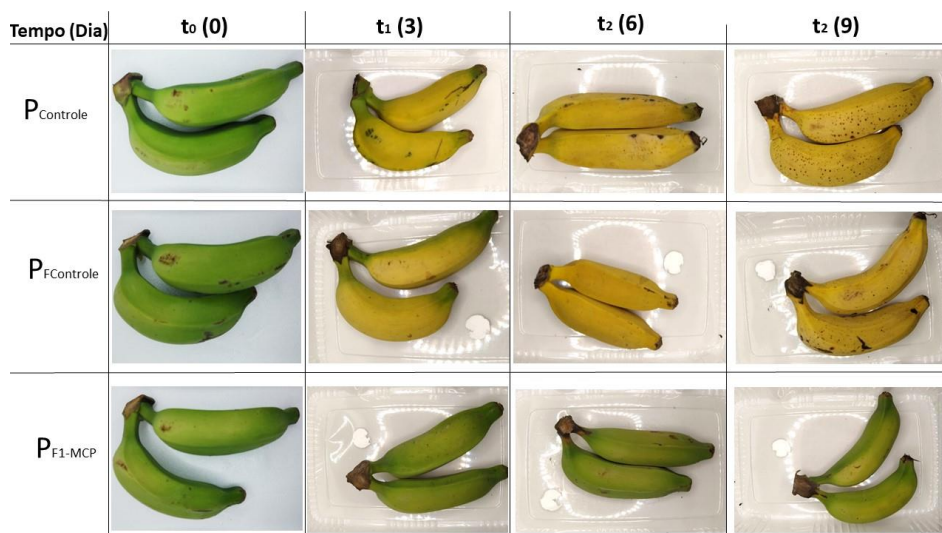 Tempo (Dia) t0 (0) t1 (3) t2 (6) t2 (9)
PControle
PFControle
PF1-MCP